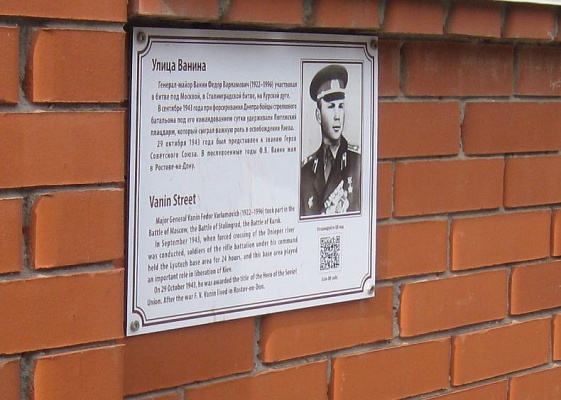 Улица Ванина
Генерал-майор Ванин Федор Варламович (1922–1996) участвовал
в битве под Москвой, в Сталинградской битве, на Курской дуге.
В сентябре 1943 года при форсировании Днепра бойцы стрелкового
батальона под его командованием сутки удерживали Лютежский
плацдарм, который сыграл важную роль в освобождении Киева.
29 октября 1943 года был представлен к званию Героя
Советского Союза. В послевоенные годы Ф.В. Ванин жил
в Ростове-на-Дону.
Vanin Street
Major General Vanin Fedor Varlamovich (1922–1996) took part in the
Battle of Moscow, the Battle of Stalingrad, the Battle of Kursk.
In September 1943, when forced crossing of the Dnieper river
was conducted, soldiers of the rifle battalion under his command
held the Lyutezh base area for 24 hours, and this base area played
an important role in liberation of Kiev.
On 29 October 1943, he was awarded the title of the Hero of the Soviet
Union. After the war F. V. Vanin lived in Rostov-on-Don.
Отсканируйте QR код
Scan QR code